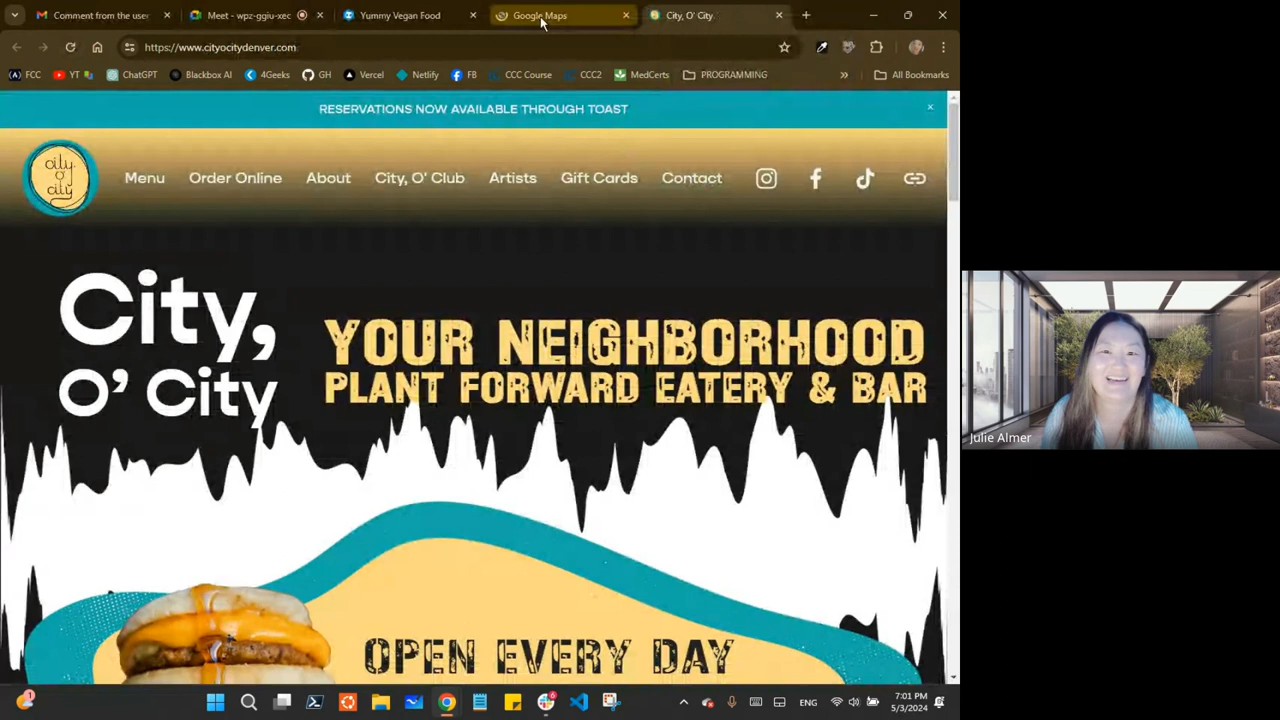 Comment from the user
Meet - wpz-ggiu-xec
Yummy Vegan Food
Google Maps
City, O' City
https://www.cityocitydenver.com
FCC
YT
ChatGPT
Blackbox AI
4Geeks
GH
Vercel
Netlify
FB
CCC Course
CCC2
MedCerts
PROGRAMMING
All Bookmarks
RESERVATIONS NOW AVAILABLE THROUGH TOAST
city o' city
Menu
Order Online
About
City, O' Club
Artists
Gift Cards
Contact
City,
O' City
YOUR NEIGHBORHOOD
PLANT FORWARD EATERY & BAR
OPEN EVERY DAY
Julie Almer
1
6
ENG
7:01 PM
5/3/2024